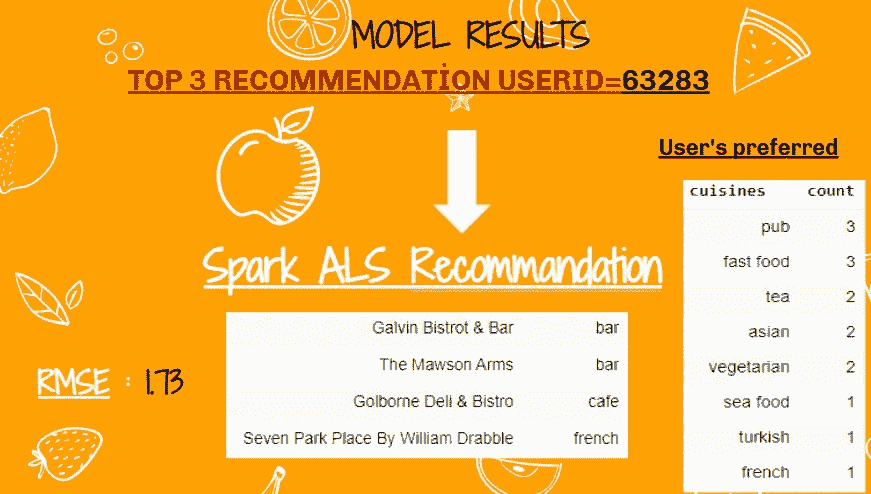 MODEL RESULTS
TOP 3 RECOMMENDATİON USERID=63283
User's preferred
cuisines count
pub 3
fast food 3
tea 2
asian 2
vegetarian 2
sea food 1
turkish 1
french 1
Spark ALS Recommandation
Galvin Bistrot & Bar bar
The Mawson Arms bar
Golborne Deli & Bistro cafe
Seven Park Place By William Drabble french
RMSE : 1.73